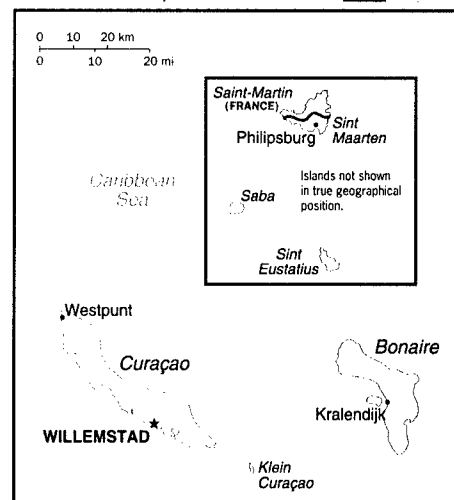 0 10 20 km
0 10 20 mi
Saint-Martin
(FRANCE)
Philipsburg
Sint
Maarten
Caribbean
Sea
Saba
Islands not shown
in true geographical
position.
Sint
Eustatius
Westpunt
Curaçao
Bonaire
Kralendijk
WILLEMSTAD
Klein
Curaçao